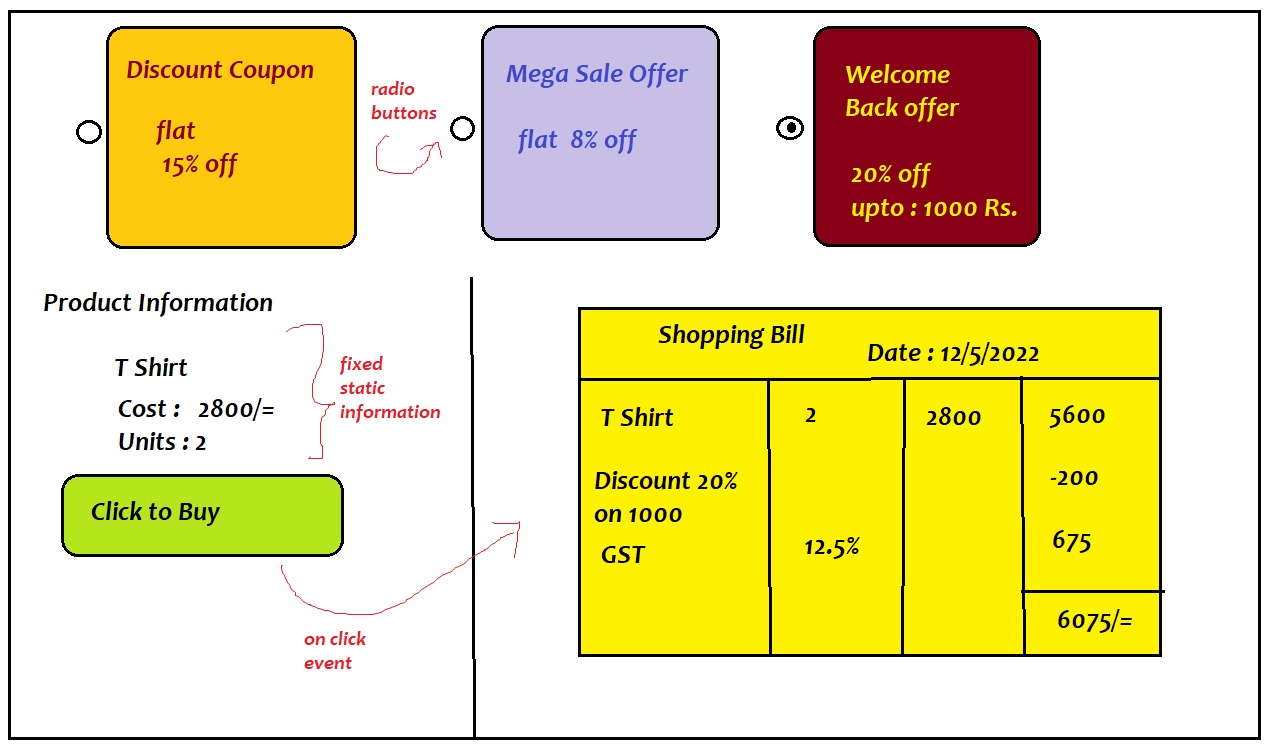 Discount Coupon
flat
15% off
radio
buttons
Mega Sale Offer
flat 8% off
Welcome
Back offer
20% off
upto : 1000 Rs.
Product Information
T Shirt
Cost : 2800/=
Units : 2
fixed
static
information
Click to Buy
on click
event
Shopping Bill
Date : 12/5/2022
T Shirt 2 2800 5600
Discount 20% -200
on 1000
GST 12.5% 675
6075/=